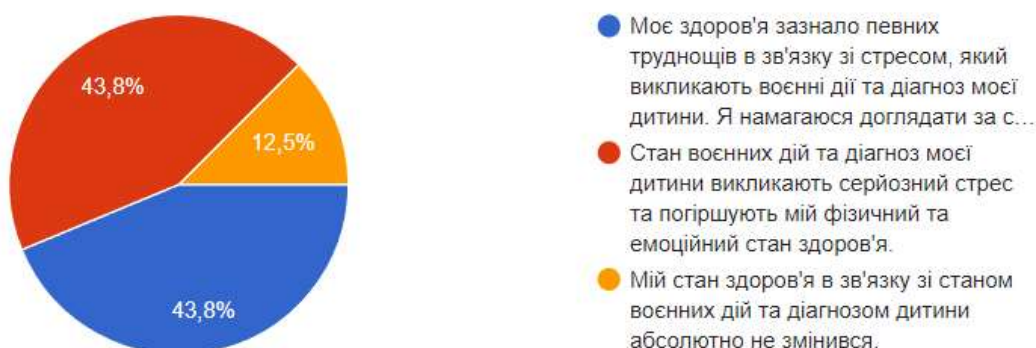 43,8%
12,5%
43,8%
Моє здоров'я зазнало певних
труднощів в зв'язку зі стресом, який
викликають воєнні дії та діагноз моєї
дитини. Я намагаюся доглядати за с...
Стан воєнних дій та діагноз моєї
дитини викликають серйозний стрес
та погіршують мій фізичний та
емоційний стан здоров'я.
Мій стан здоров'я в зв'язку зі станом
воєнних дій та діагнозом дитини
абсолютно не змінився.